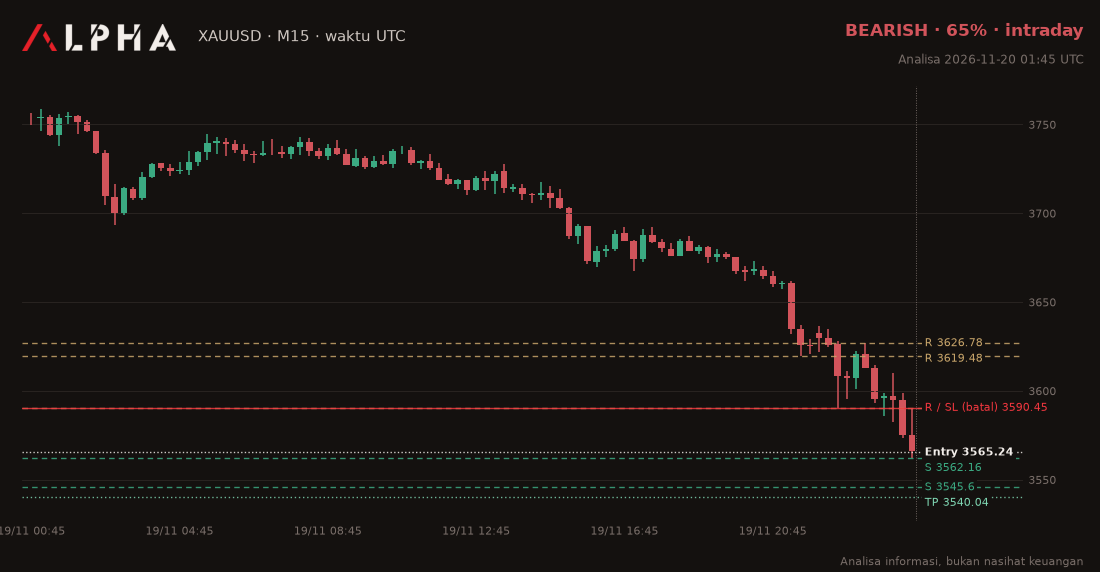 ALPHA
XAUUSD · M15 · waktu UTC
BEARISH · 65% · intraday
Analisa 2026-11-20 01:45 UTC
3750
3700
3650
R 3626.78
R 3619.48
3600
R / SL (batal) 3590.45
Entry 3565.24
S 3562.16
3550
S 3545.6
TP 3540.04
19/11 00:45
19/11 04:45
19/11 08:45
19/11 12:45
19/11 16:45
19/11 20:45
Analisa informasi, bukan nasihat keuangan